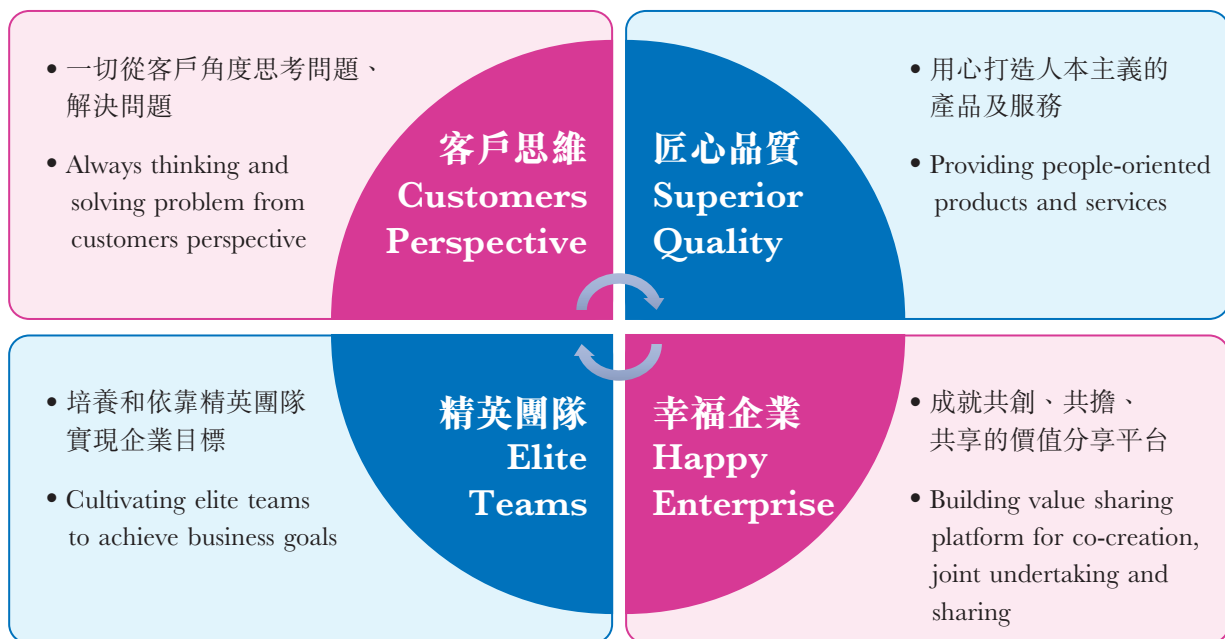 • 一切從客戶角度思考問題、
解決問題
• Always thinking and
solving problem from
customers perspective
客戶思維
Customers
Perspective
匠心品質
Superior
Quality
• 用心打造人本主義的
產品及服務
• Providing people-oriented
products and services
• 培養和依靠精英團隊
實現企業目標
• Cultivating elite teams
to achieve business goals
精英團隊
Elite
Teams
幸福企業
Happy
Enterprise
• 成就共創、共擔、
共享的價值分享平台
• Building value sharing
platform for co-creation,
joint undertaking and
sharing